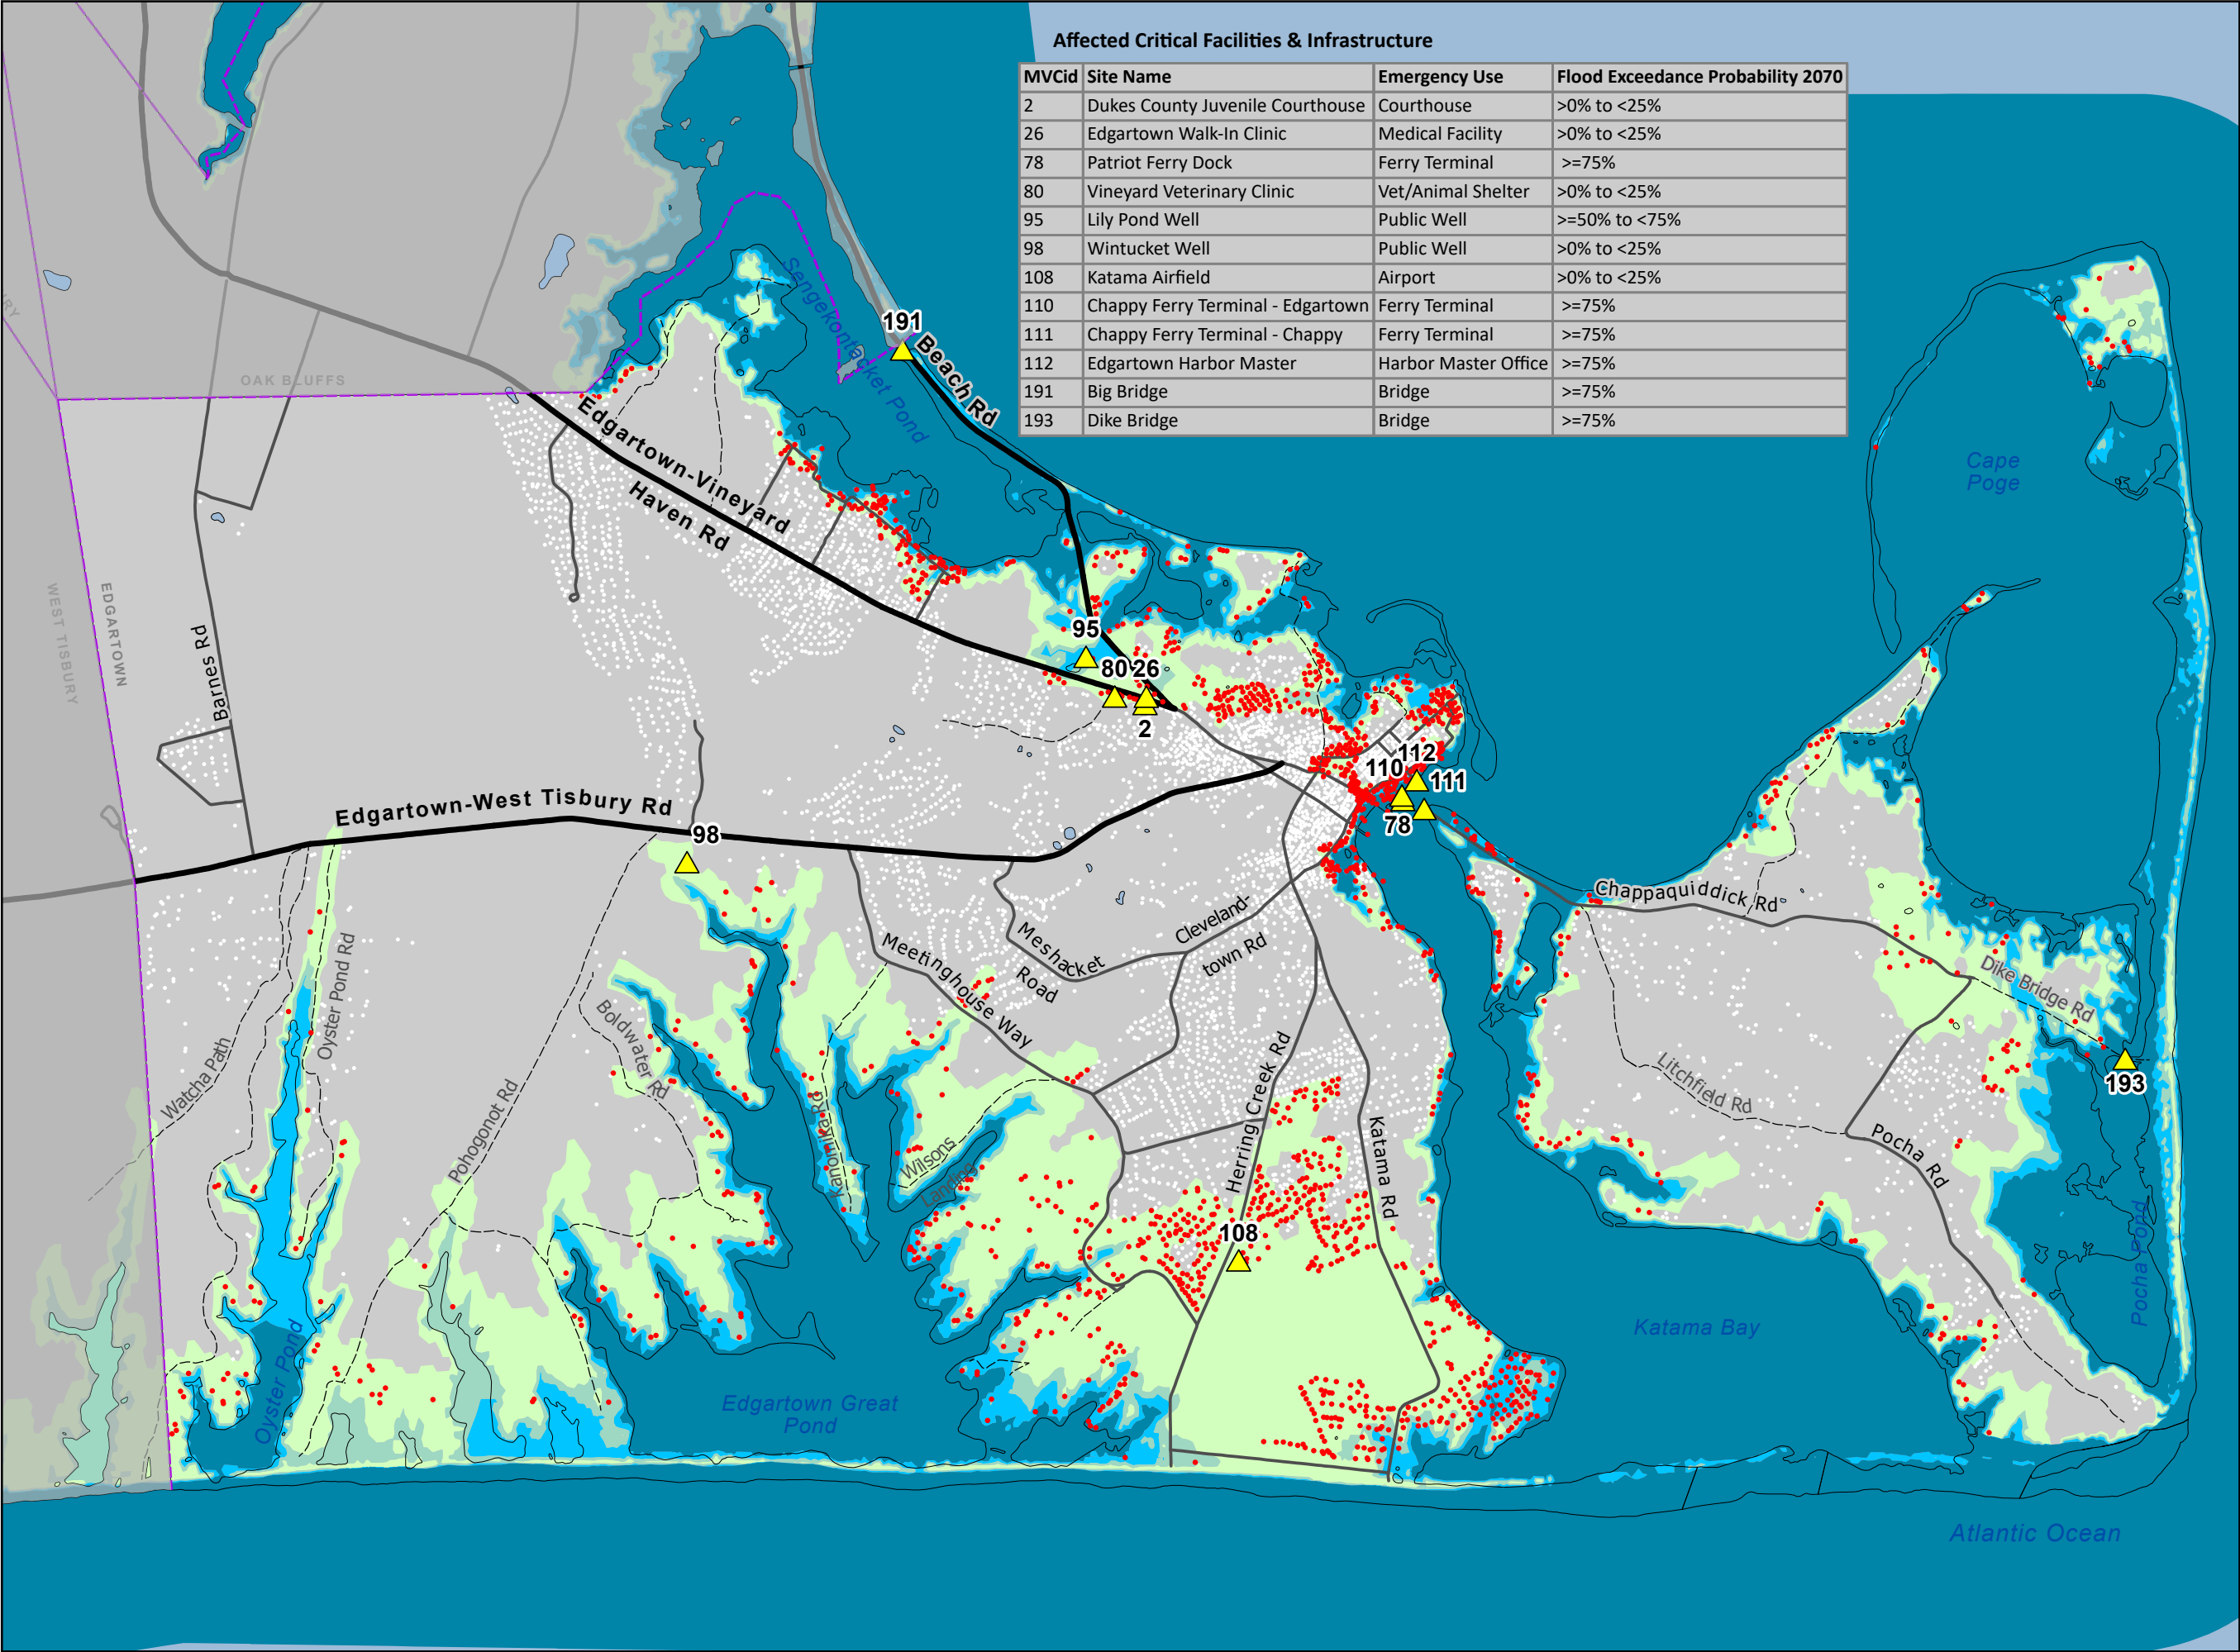 Affected Critical Facilities & Infrastructure
MVCid Site Name Emergency Use Flood Exceedance Probability 2070
2 Dukes County Juvenile Courthouse Courthouse >0% to <25%
26 Edgartown Walk-In Clinic Medical Facility >0% to <25%
78 Patriot Ferry Dock Ferry Terminal >=75%
80 Vineyard Veterinary Clinic Vet/Animal Shelter >0% to <25%
95 Lily Pond Well Public Well >=50% to <75%
98 Wintucket Well Public Well >0% to <25%
108 Katama Airfield Airport >0% to <25%
110 Chappy Ferry Terminal - Edgartown Ferry Terminal >=75%
111 Chappy Ferry Terminal - Chappy Ferry Terminal >=75%
112 Edgartown Harbor Master Harbor Master Office >=75%
191 Big Bridge Bridge >=75%
193 Dike Bridge Bridge >=75%
Sengekontacket Pond
191
Beach Rd
OAK BLUFFS
Edgartown-Vineyard
Haven Rd
Cape
Poge
WEST TISBURY
EDGARTOWN
Barnes Rd
95
80 26
2
112
110
111
78
Edgartown-West Tisbury Rd
98
Chappaquiddick Rd
Cleveland-
town Rd
Meshacket
Road
Meetinghouse Way
Oyster Pond Rd
Boldwater Rd
Watcha Path
Pohogonot Rd
Kanomika Rd
Wilsons
Landing
Herring Creek Rd
Katama Rd
Dike Bridge Rd
193
Litchfield Rd
Pocha Rd
108
Pocha Pond
Katama Bay
Oyster Pond
Edgartown Great
Pond
Atlantic Ocean